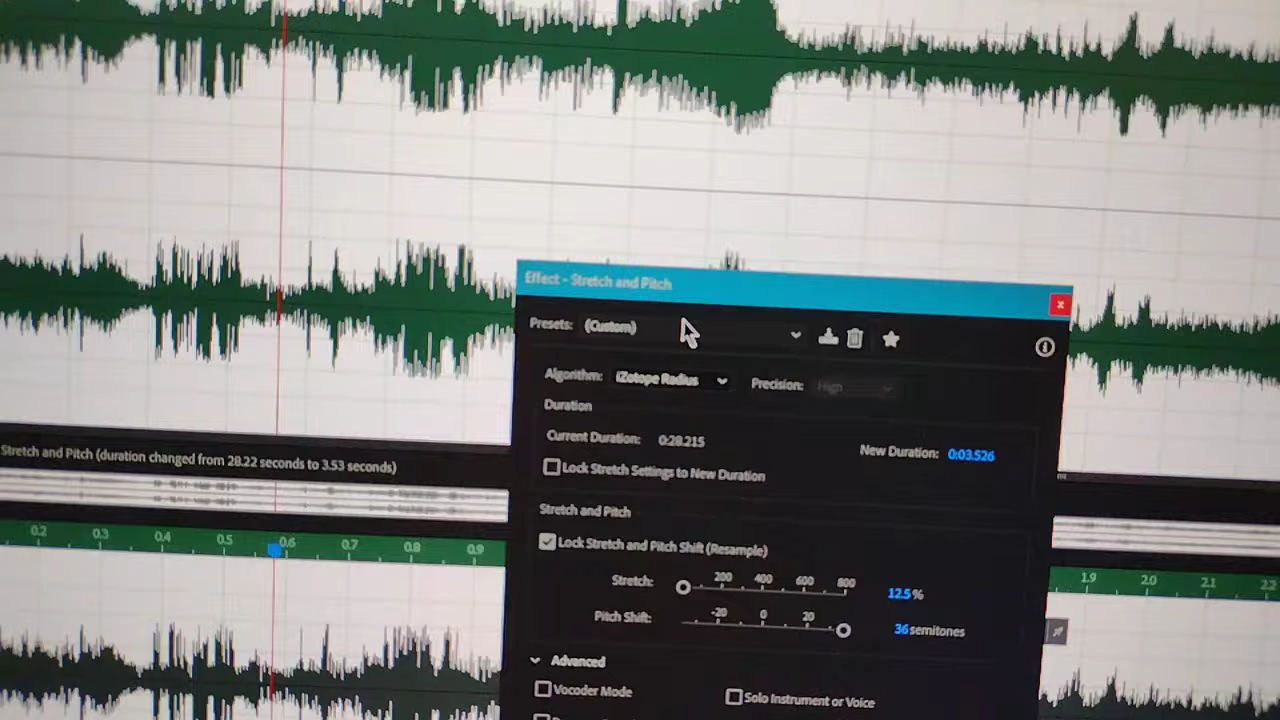 Effect - Stretch and Pitch
x
Presets: (Custom)
Algorithm: iZotope Radius Precision: High
Duration
Current Duration: 0:28.215 New Duration: 0:03.526
Stretch and Pitch (duration changed from 28.22 seconds to 3.53 seconds)
Lock Stretch Settings to New Duration
Stretch and Pitch
0.2 0.3 0.4 0.5 0.6 0.7 0.8 0.9
Lock Stretch and Pitch Shift (Resample)
1.9 2.0 2.1 2.2
200 400 600 800
Stretch: 12.5 %
-20 0 20
Pitch Shift: 36 semitones
Advanced
Vocoder Mode Solo Instrument or Voice